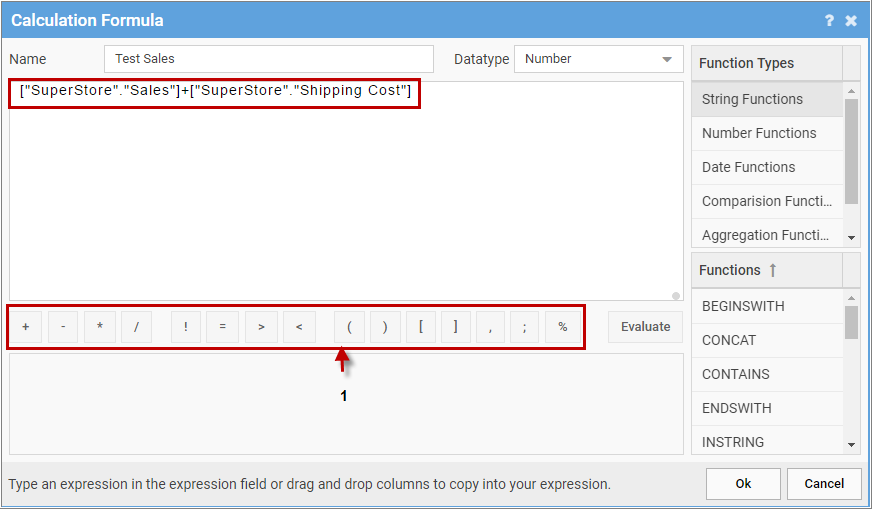 Calculation Formula ? ✖
Name Test Sales Datatype Number
["SuperStore"."Sales"]+["SuperStore"."Shipping Cost"]
Function Types
String Functions
Number Functions
Date Functions
Comparision Functi...
Aggregation Functi...
Functions ↑
BEGINSWITH
CONCAT
CONTAINS
ENDSWITH
INSTRING
+ - * / ! = > < ( ) [ ] , ; % Evaluate
1
Type an expression in the expression field or drag and drop columns to copy into your expression. Ok Cancel